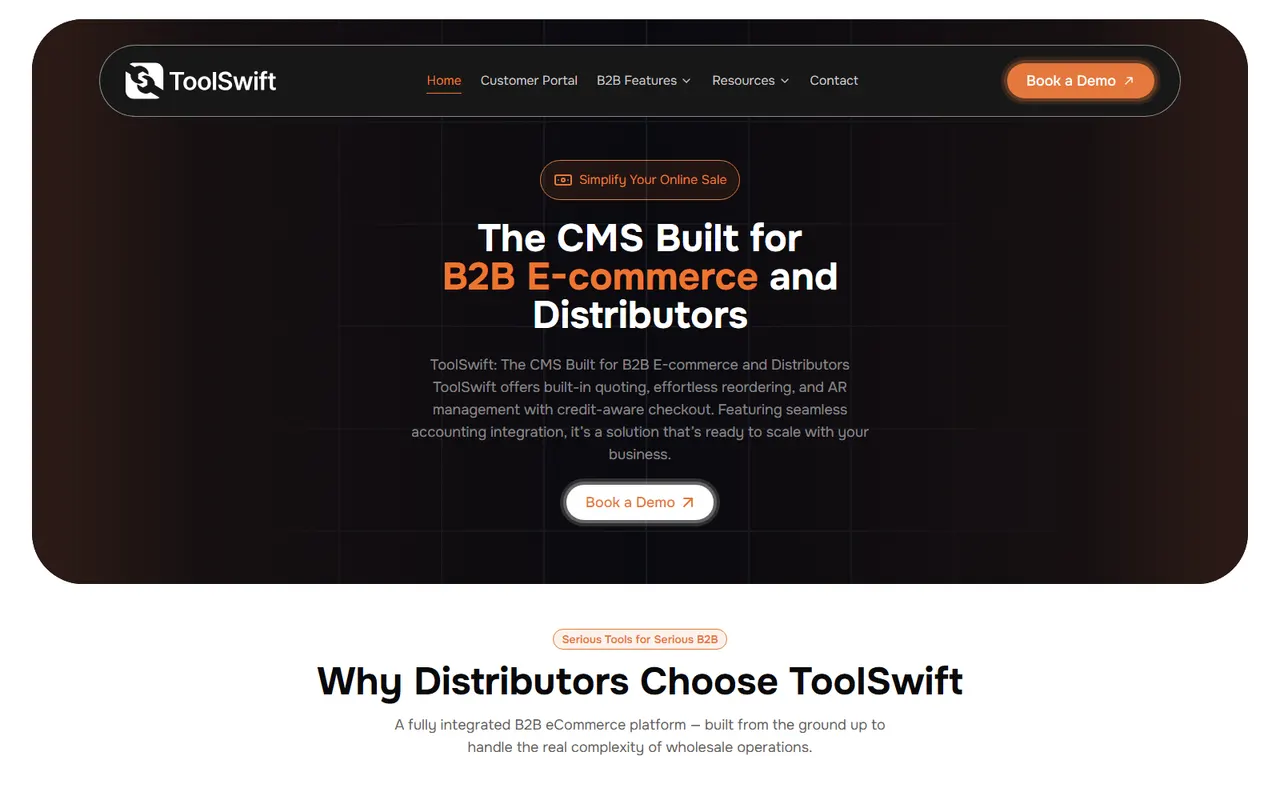 ToolSwift
Home
Customer Portal
B2B Features
Resources
Contact
Book a Demo
Simplify Your Online Sale
The CMS Built for
B2B E-commerce and
Distributors
ToolSwift: The CMS Built for B2B E-commerce and Distributors
ToolSwift offers built-in quoting, effortless reordering, and AR
management with credit-aware checkout. Featuring seamless
accounting integration, it's a solution that's ready to scale with your
business.
Book a Demo
Serious Tools for Serious B2B
Why Distributors Choose ToolSwift
A fully integrated B2B eCommerce platform — built from the ground up to
handle the real complexity of wholesale operations.